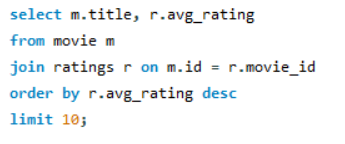 select m.title, r.avg_rating
from movie m
join ratings r on m.id = r.movie_id
order by r.avg_rating desc
limit 10;